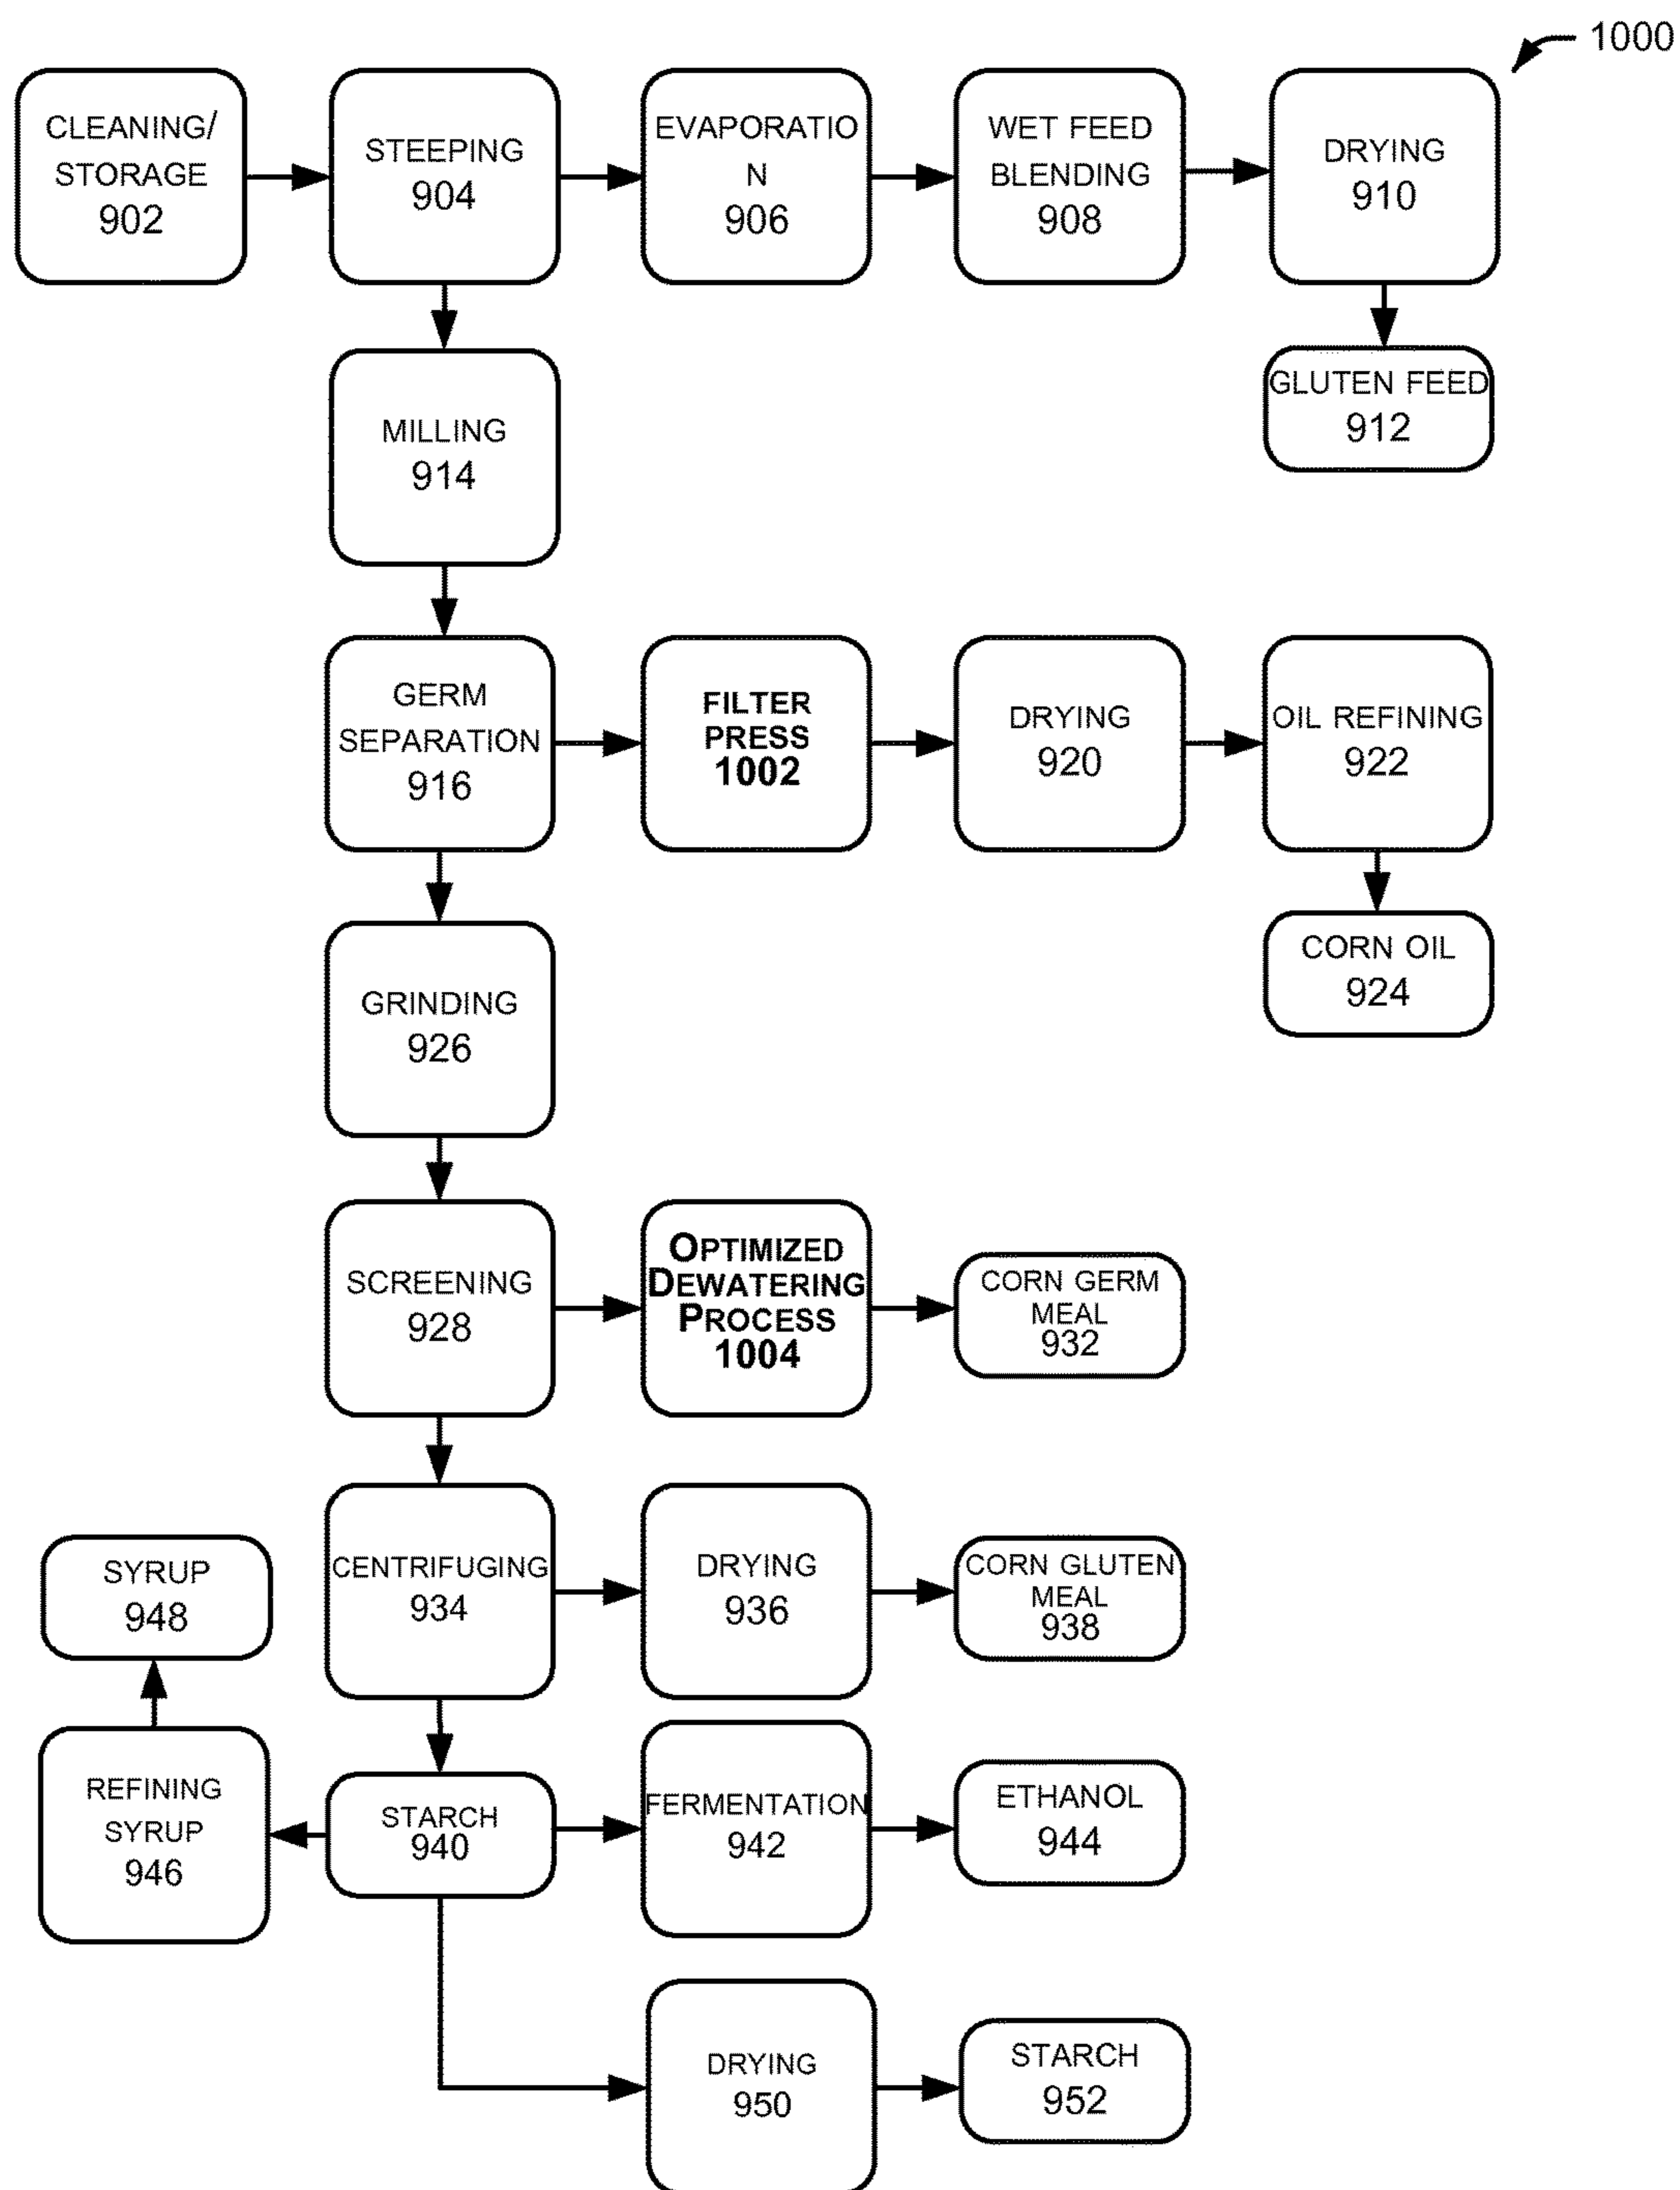 1000
CLEANING/
STORAGE
902
STEEPING
904
EVAPORATIO
N
906
WET FEED
BLENDING
908
DRYING
910
GLUTEN FEED
912
MILLING
914
GERM
SEPARATION
916
FILTER
PRESS
1002
DRYING
920
OIL REFINING
922
CORN OIL
924
GRINDING
926
SCREENING
928
OPTIMIZED
DEWATERING
PROCESS
1004
CORN GERM
MEAL
932
CENTRIFUGING
934
DRYING
936
CORN GLUTEN
MEAL
938
SYRUP
948
REFINING
SYRUP
946
STARCH
940
FERMENTATION
942
ETHANOL
944
DRYING
950
STARCH
952